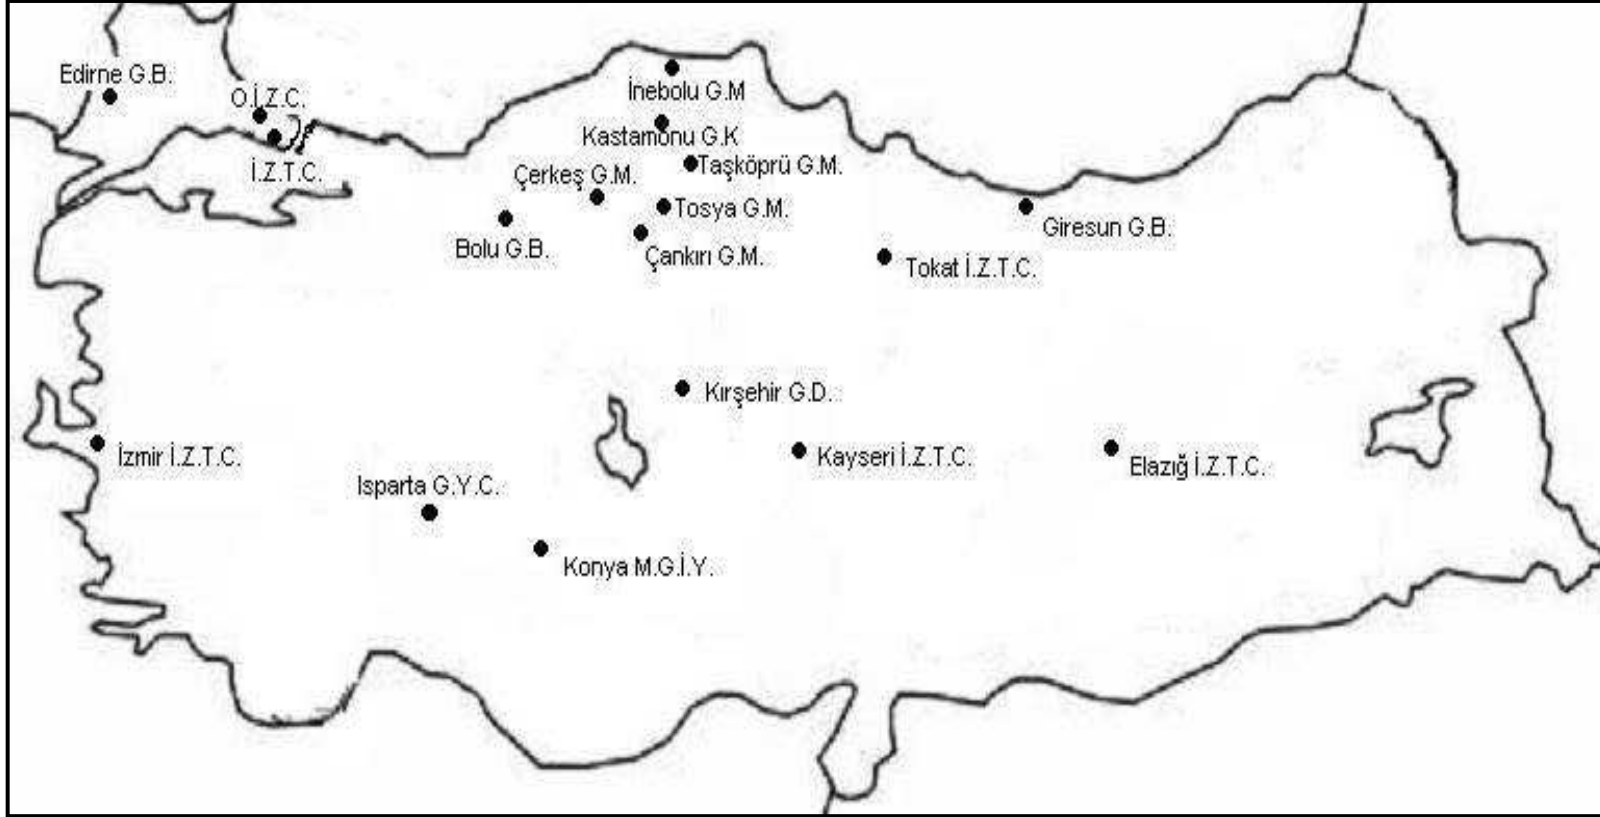 Edirne G.B.
O.İ.Z.C.
İ.Z.T.C.
İnebolu G.M
Kastamonu G.K
Taşköprü G.M.
Çerkeş G.M.
Tosya G.M.
Bolu G.B.
Çankırı G.M.
Giresun G.B.
Tokat İ.Z.T.C.
Kırşehir G.D.
İzmir İ.Z.T.C.
Kayseri İ.Z.T.C.
Elazığ İ.Z.T.C.
Isparta G.Y.C.
Konya M.G.İ.Y.